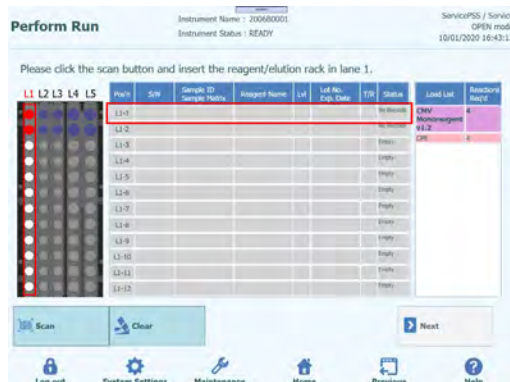 Perform Run
Instrument Name : 200680001
Instrument Status : READY
ServicePSS / Servic
OPEN mod
10/01/2020 16:43:1
Please click the scan button and insert the reagent/elution rack in lane 1.
L1 L2 L3 L4 L5
Pos'n S/N Sample ID Sample Matrix Reagent Name Lvl Lot No. Exp. Date T/R Status
L1-1 No Records
L1-2 No Records
L1-3 Empty
L1-4 Empty
L1-5 Empty
L1-6 Empty
L1-7 Empty
L1-8 Empty
L1-9 Empty
L1-10 Empty
L1-11 Empty
L1-12 Empty
Load List Reactions Req'd
CMV Monoreagent v1.2 4
CPE 4
Scan
Clear
Next
Log out
System Settings
Maintenance
Home
Previous
Help